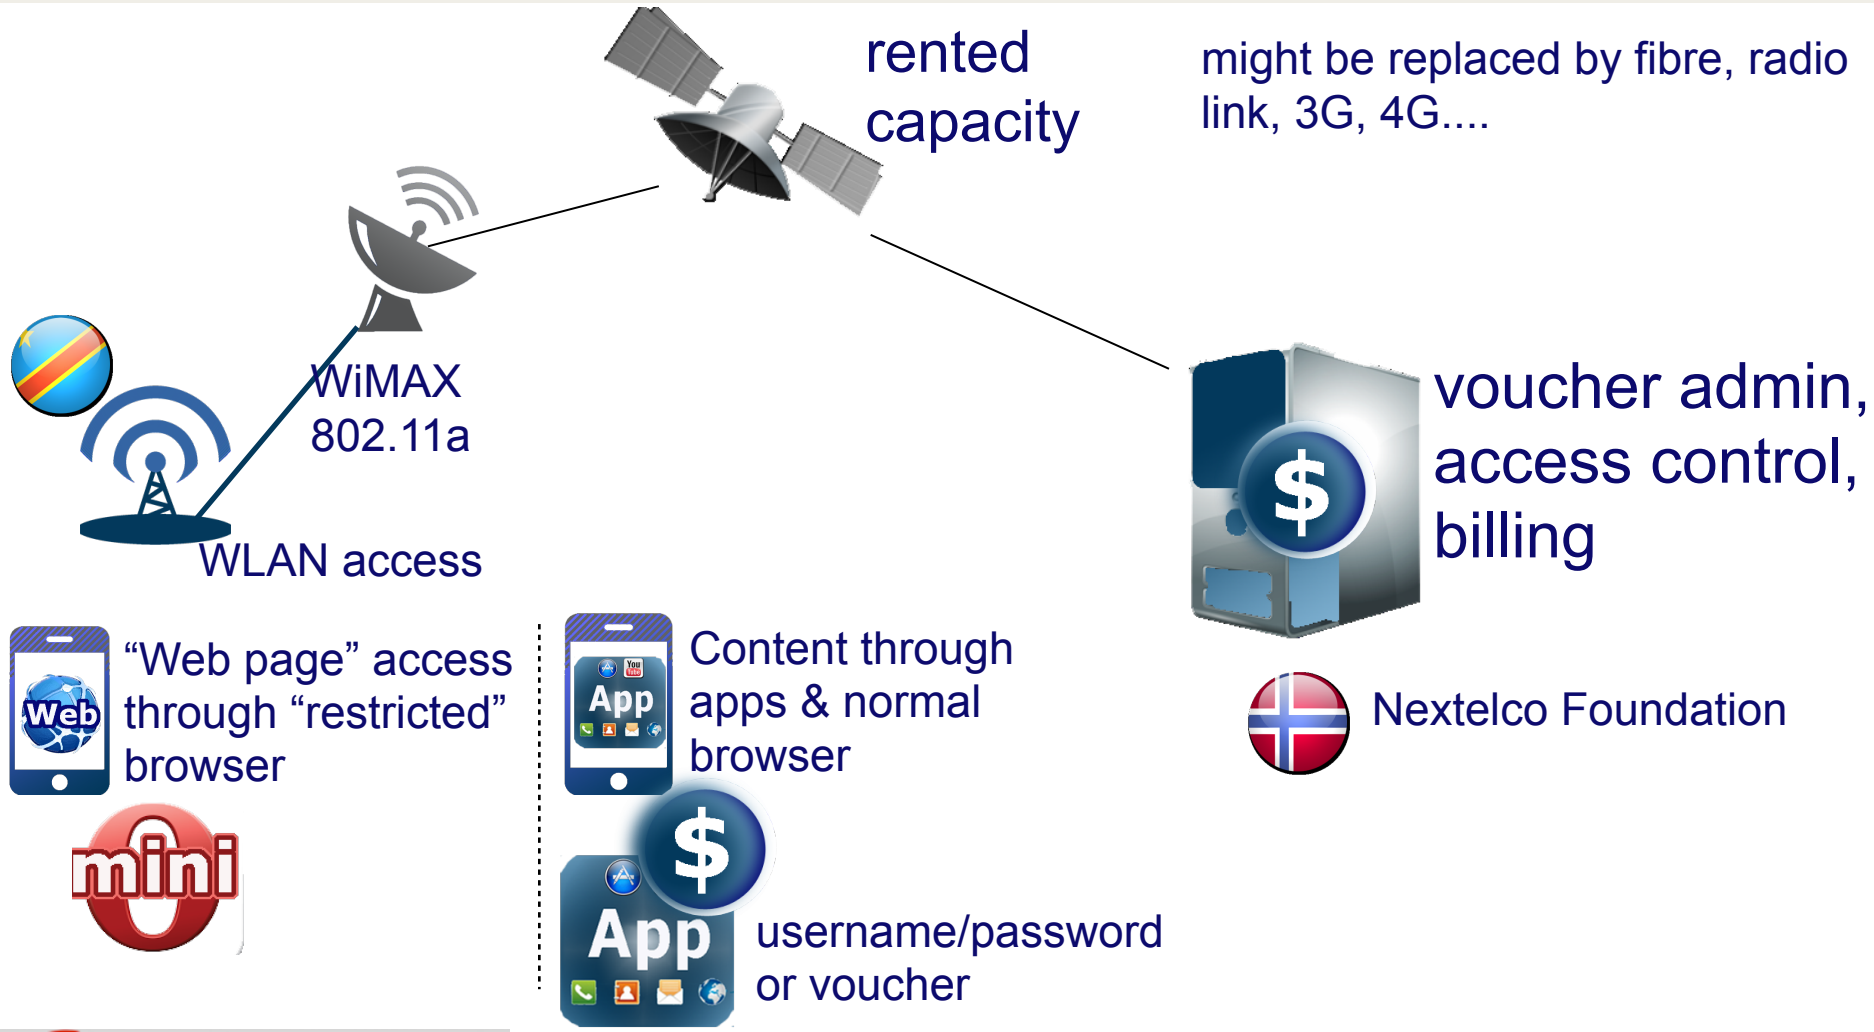 rented
capacity
might be replaced by fibre, radio
link, 3G, 4G....
WiMAX
802.11a
WLAN access
$
voucher admin,
access control,
billing
Nextelco Foundation
Web
“Web page” access
through “restricted”
browser
mini
You
Tube
App
Content through
apps & normal
browser
$
App
username/password
or voucher